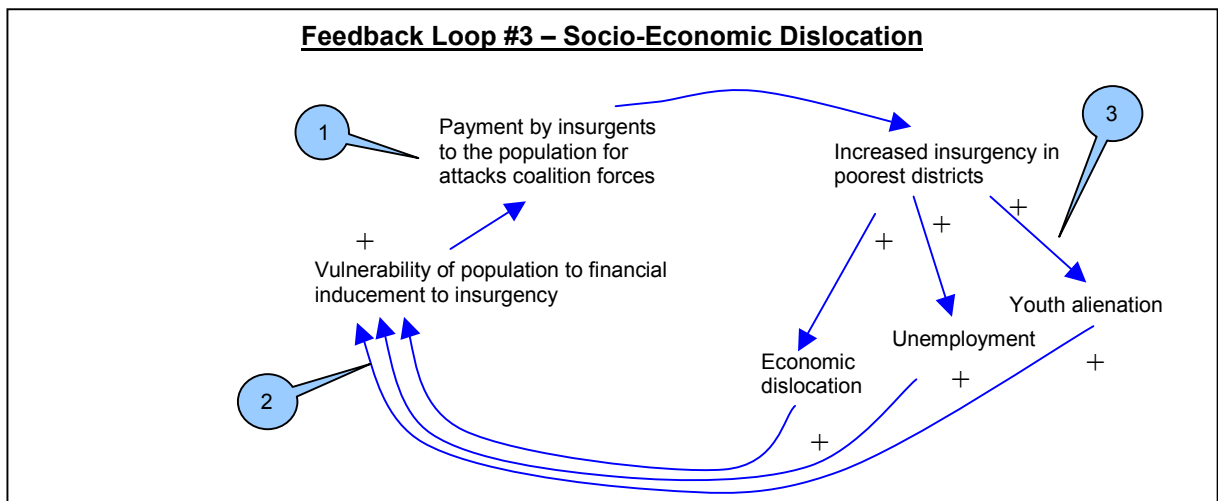 Feedback Loop #3 – Socio-Economic Dislocation
1
Payment by insurgents
to the population for
attacks coalition forces
3
Increased insurgency in
poorest districts
+
+
+
+
Vulnerability of population to financial
inducement to insurgency
Youth alienation
Unemployment
Economic
dislocation
+
+
+
2